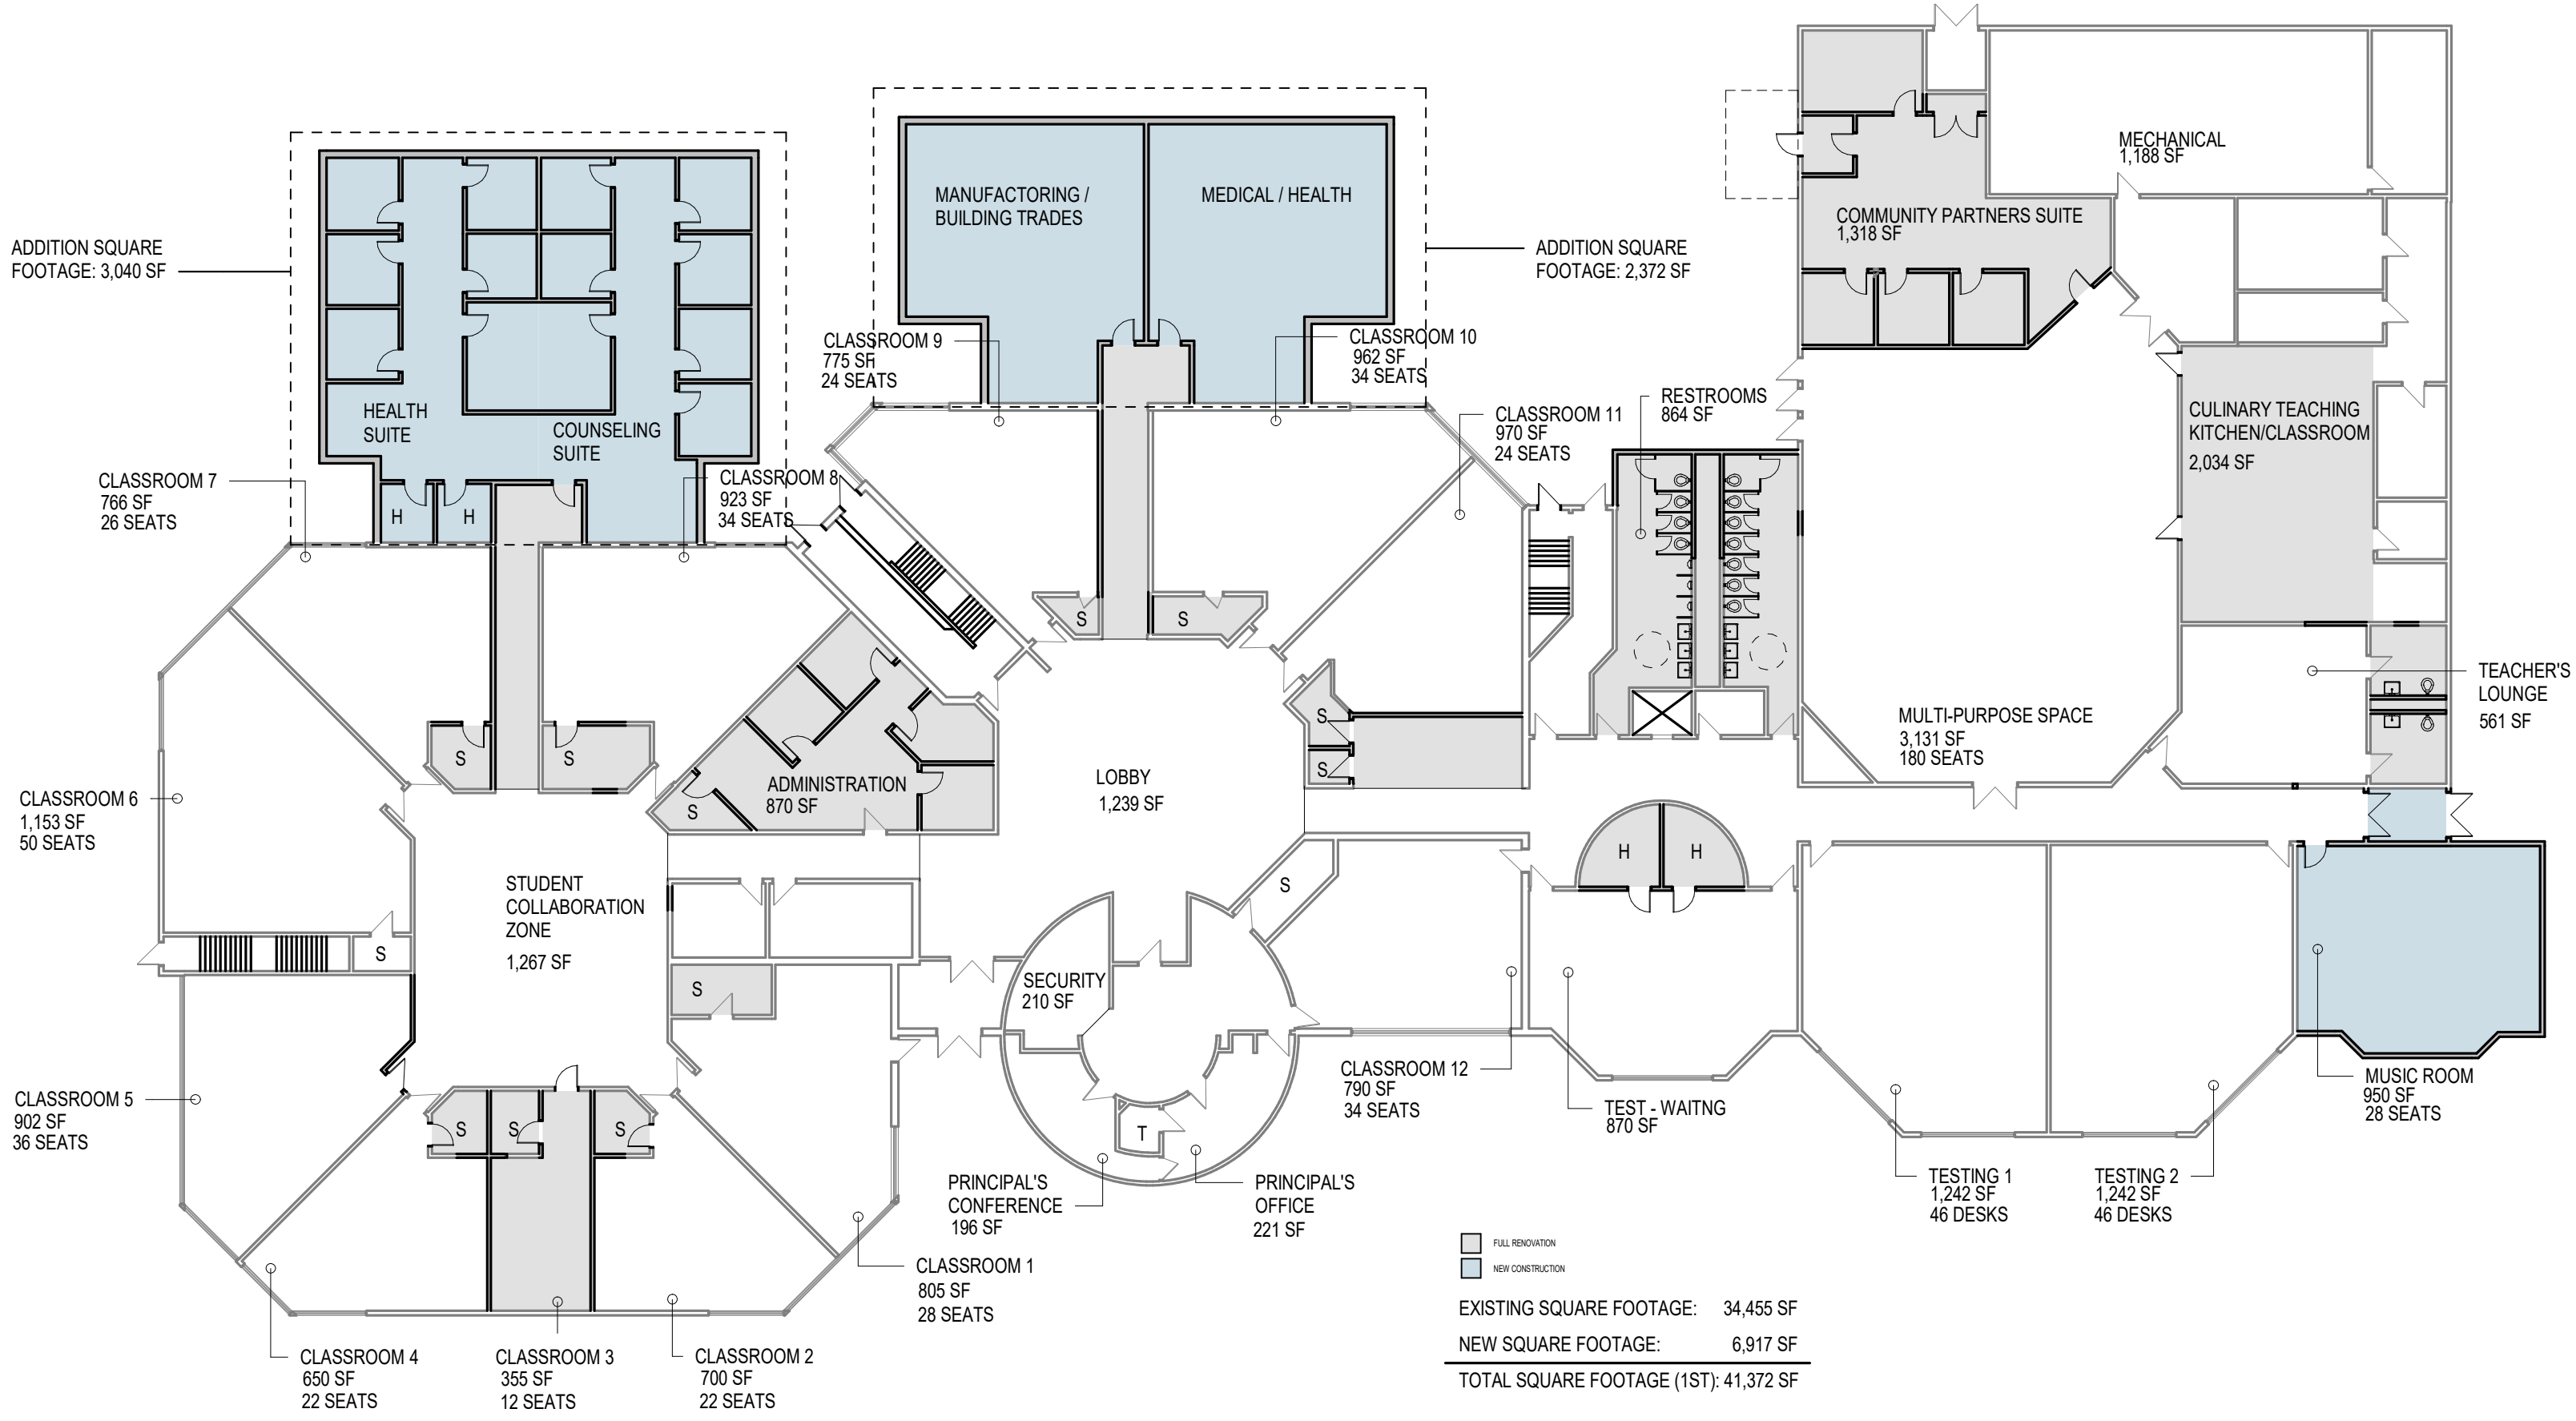 MECHANICAL
1,188 SF
MANUFACTORING /
BUILDING TRADES
MEDICAL / HEALTH
COMMUNITY PARTNERS SUITE
1,318 SF
ADDITION SQUARE
FOOTAGE: 3,040 SF
ADDITION SQUARE
FOOTAGE: 2,372 SF
CLASSROOM 9
775 SF
24 SEATS
CLASSROOM 10
962 SF
34 SEATS
HEALTH
SUITE
COUNSELING
SUITE
CLASSROOM 11
970 SF
24 SEATS
RESTROOMS
864 SF
CULINARY TEACHING
KITCHEN/CLASSROOM
2,034 SF
CLASSROOM 7
766 SF
26 SEATS
CLASSROOM 8
923 SF
34 SEATS
H
H
S
S
TEACHER'S
LOUNGE
561 SF
S
S
MULTI-PURPOSE SPACE
3,131 SF
180 SEATS
S
S
ADMINISTRATION
870 SF
S
LOBBY
1,239 SF
CLASSROOM 6
1,153 SF
50 SEATS
H
H
STUDENT
COLLABORATION
ZONE
1,267 SF
S
S
S
SECURITY
210 SF
CLASSROOM 5
902 SF
36 SEATS
S
S
S
T
CLASSROOM 12
790 SF
34 SEATS
TEST - WAITNG
870 SF
MUSIC ROOM
950 SF
28 SEATS
PRINCIPAL'S
CONFERENCE
196 SF
PRINCIPAL'S
OFFICE
221 SF
TESTING 1
1,242 SF
46 DESKS
TESTING 2
1,242 SF
46 DESKS
CLASSROOM 1
805 SF
28 SEATS
CLASSROOM 4
650 SF
22 SEATS
CLASSROOM 3
355 SF
12 SEATS
CLASSROOM 2
700 SF
22 SEATS
FULL RENOVATION
NEW CONSTRUCTION
EXISTING SQUARE FOOTAGE: 34,455 SF
NEW SQUARE FOOTAGE: 6,917 SF
TOTAL SQUARE FOOTAGE (1ST): 41,372 SF